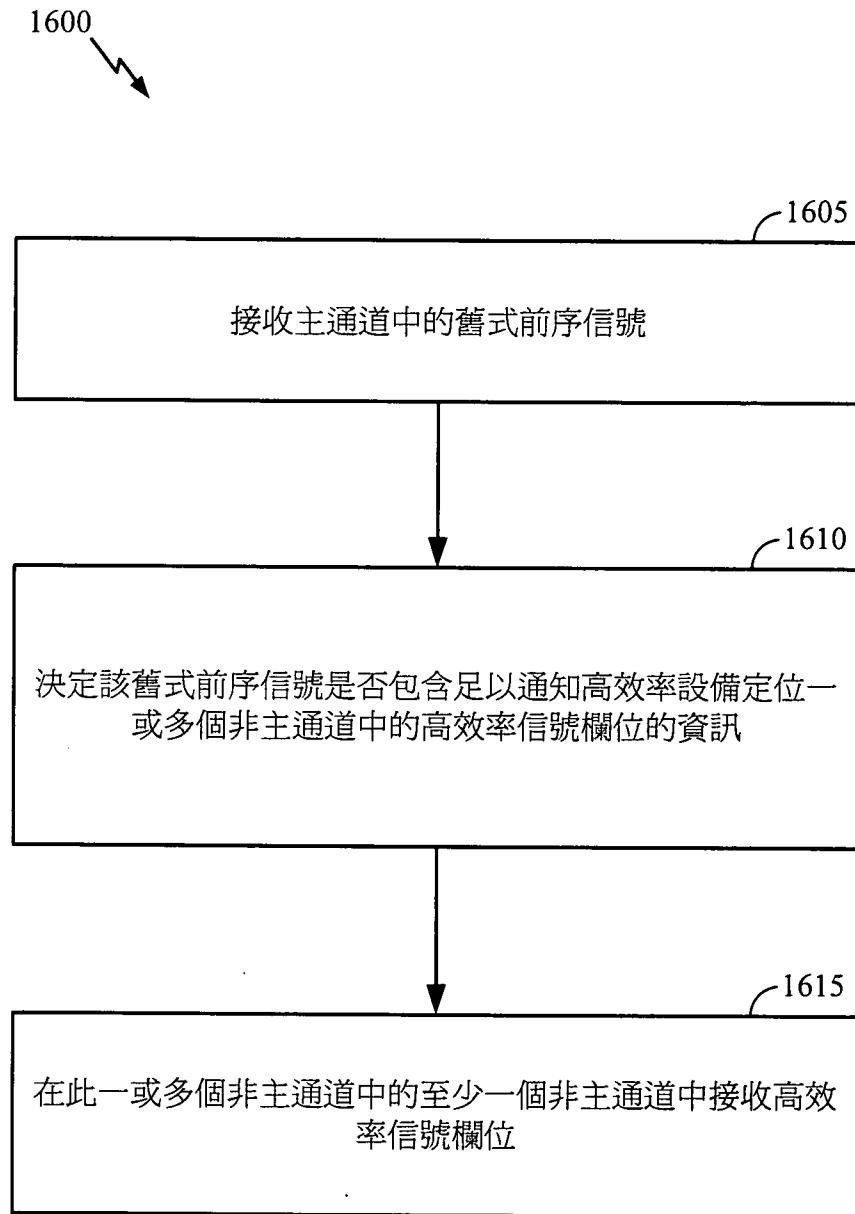 1600
1605
接收主通道中的舊式前序信號
1610
決定該舊式前序信號是否包含足以通知高效率設備定位一
或多個非主通道中的高效率信號欄位的資訊
1615
在此一或多個非主通道中的至少一個非主通道中接收高效
率信號欄位